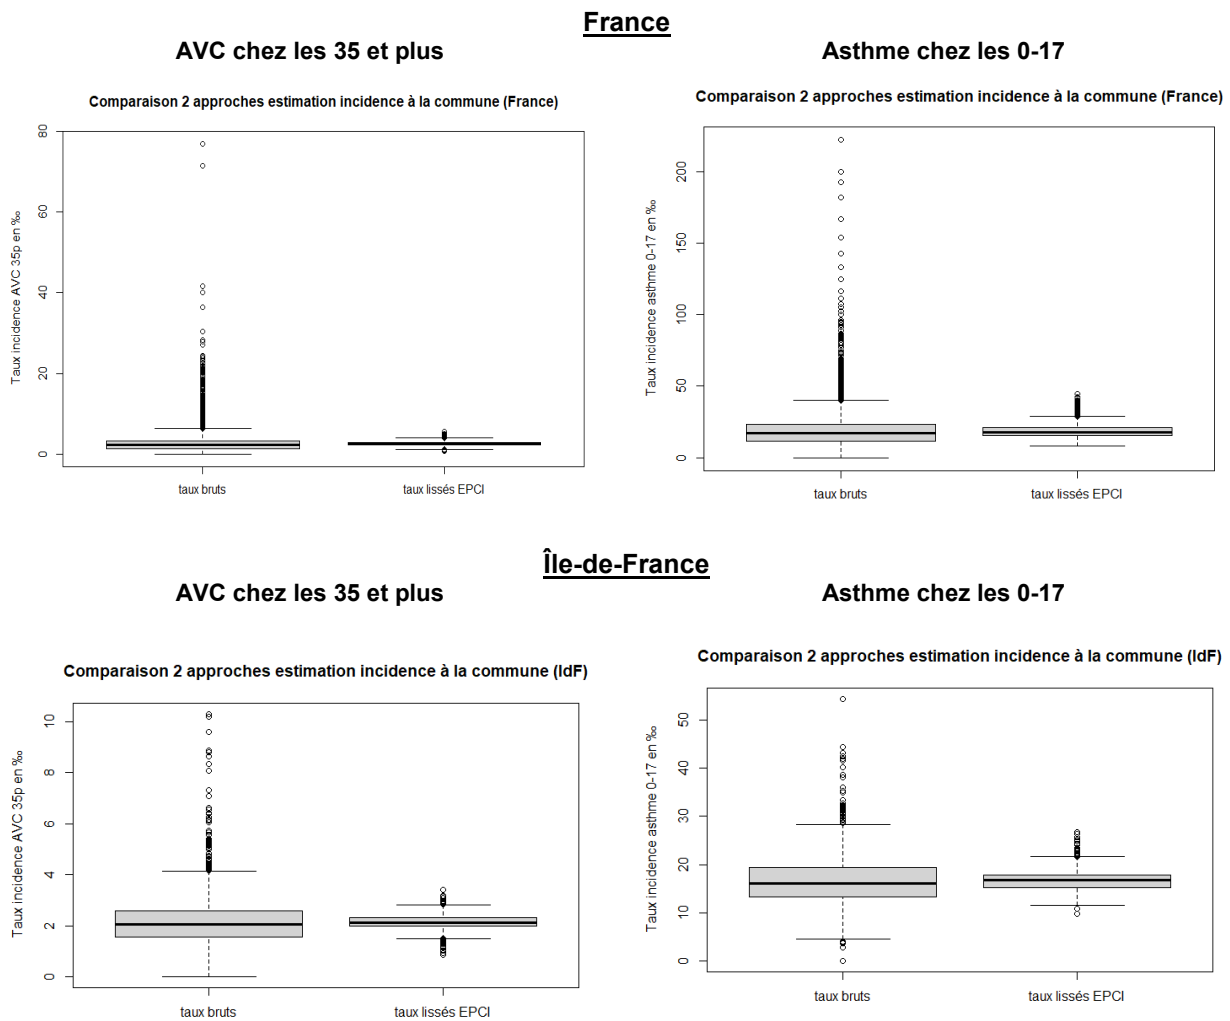 France
AVC chez les 35 et plus
Asthme chez les 0-17
Comparaison 2 approches estimation incidence à la commune (France)
Taux incidence AVC 35p en ‰
80
60
40
20
0
taux bruts
taux lissés EPCI
Comparaison 2 approches estimation incidence à la commune (France)
Taux incidence asthme 0-17 en ‰
200
150
100
50
0
taux bruts
taux lissés EPCI
Île-de-France
AVC chez les 35 et plus
Asthme chez les 0-17
Comparaison 2 approches estimation incidence à la commune (IdF)
Taux incidence AVC 35p en ‰
10
8
6
4
2
0
taux bruts
taux lissés EPCI
Comparaison 2 approches estimation incidence à la commune (IdF)
Taux incidence asthme 0-17 en ‰
50
40
30
20
10
0
taux bruts
taux lissés EPCI